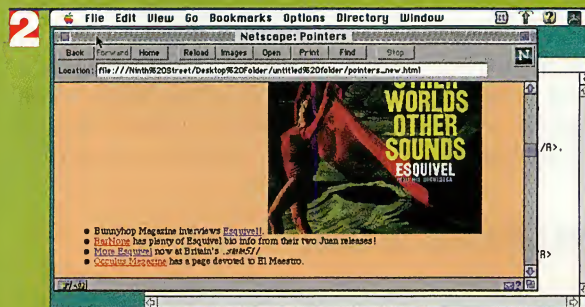 2
File Edit View Go Bookmarks Options Directory Window
Netscape: Pointers
Back Forward Home Reload Images Open Print Find Stop
N
Location: file:///Ninth%20Street/Desktop%20Folder/untitled%20folder/pointers_new.html
OTHER
WORLDS
OTHER
SOUNDS
ESQUIVEL
/A>,
Bunnyhop Magazine interviews Esquivel!.
BarNone has plenty of Esquivel bio info from their two Juan releases!
More Esquivel now at Britain's
Occulus Megazine has a page devoted to El Maestro.
R>